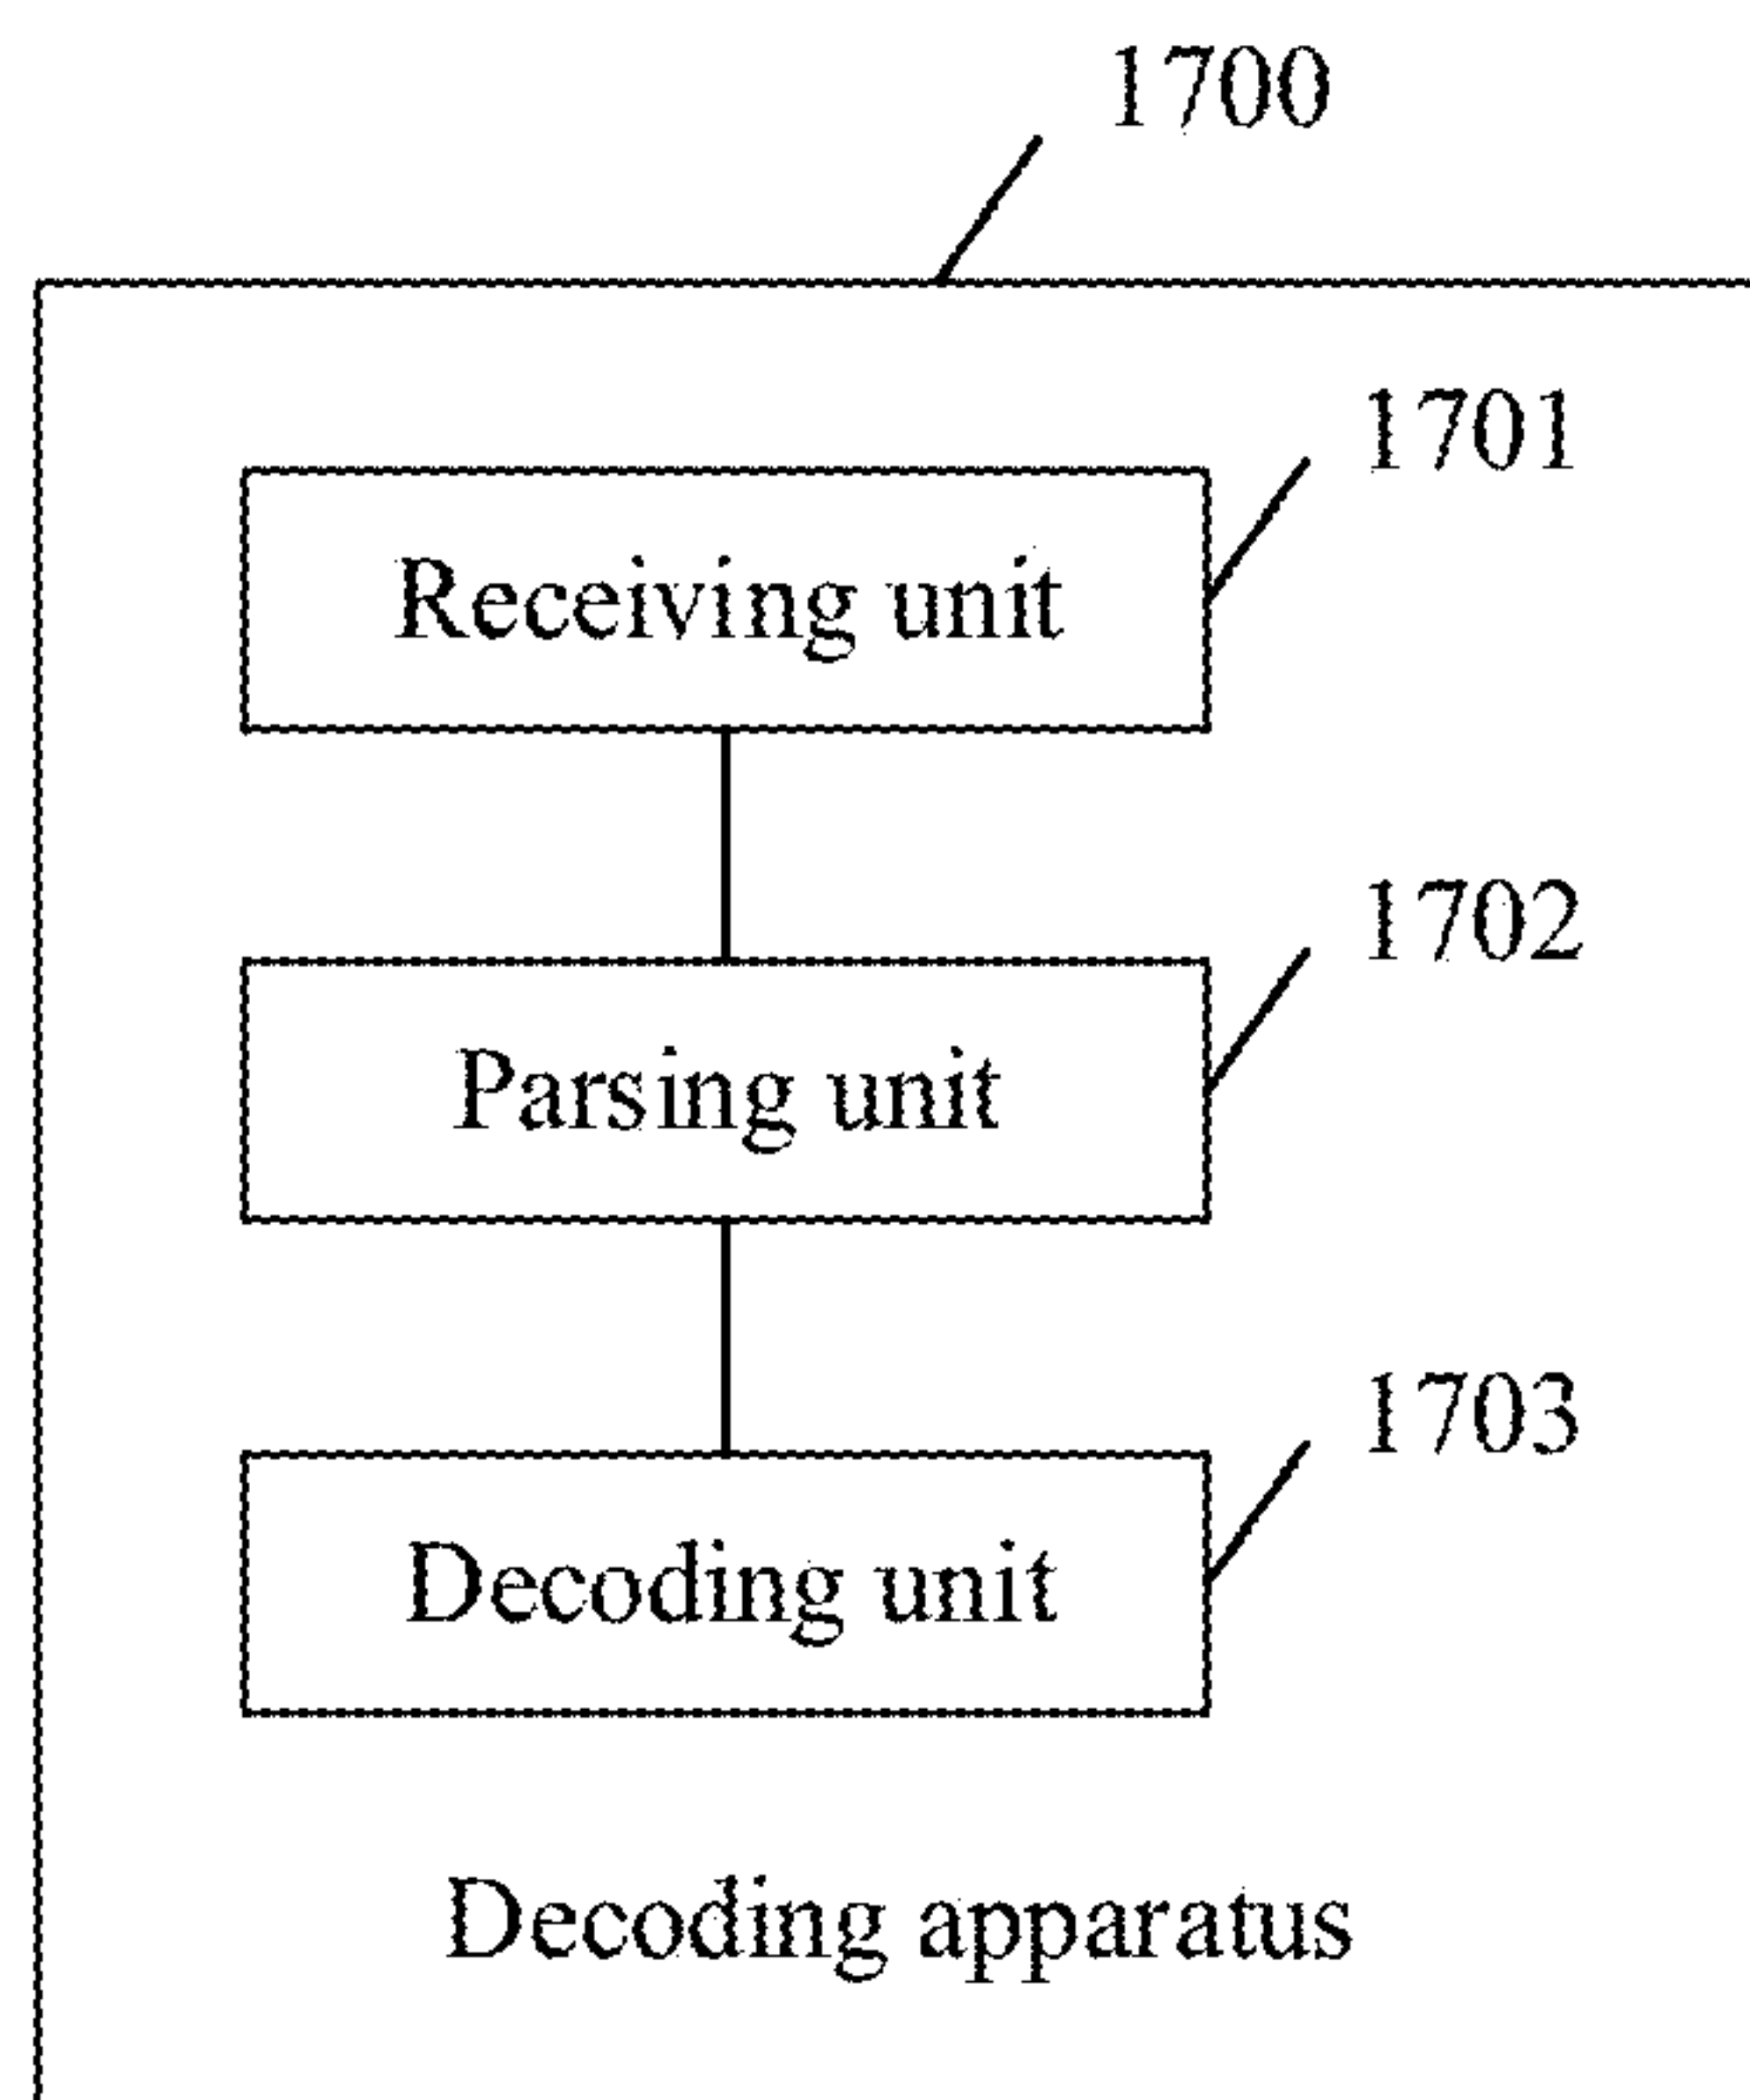 1700
1701
Receiving unit
1702
Parsing unit
1703
Decoding unit
Decoding apparatus